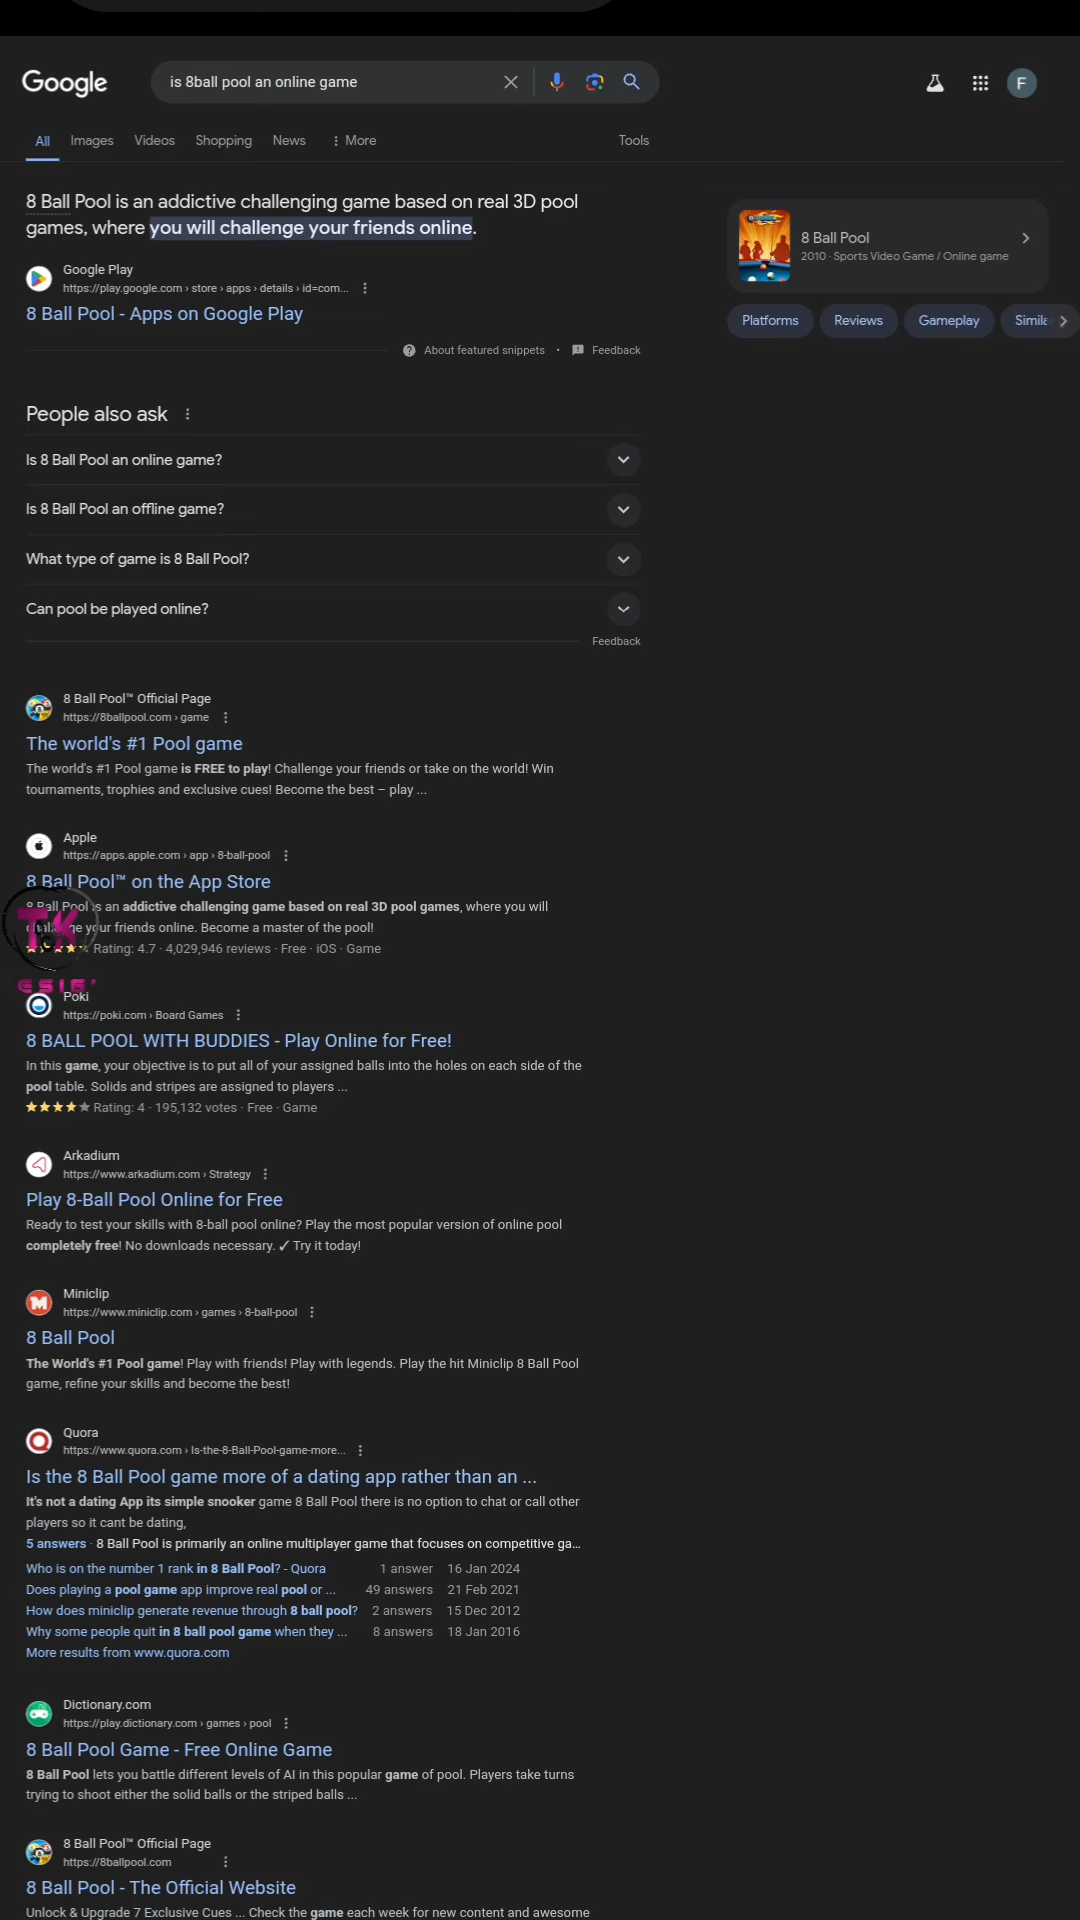 Google
is 8ball pool an online game
F
All Images Videos Shopping News More Tools
8 Ball Pool is an addictive challenging game based on real 3D pool
games, where you will challenge your friends online.
Google Play
https://play.google.com › store › apps › details › id=com...
8 Ball Pool - Apps on Google Play
About featured snippets • Feedback
8 Ball Pool
2010 · Sports Video Game / Online game
Platforms Reviews Gameplay Simila
People also ask
Is 8 Ball Pool an online game?
Is 8 Ball Pool an offline game?
What type of game is 8 Ball Pool?
Can pool be played online?
Feedback
8 Ball Pool™ Official Page
https://8ballpool.com › game
The world's #1 Pool game
The world's #1 Pool game is FREE to play! Challenge your friends or take on the world! Win
tournaments, trophies and exclusive cues! Become the best – play ...
Apple
https://apps.apple.com › app › 8-ball-pool
8 Ball Pool™ on the App Store
8 Ball Pool is an addictive challenging game based on real 3D pool games, where you will
challenge your friends online. Become a master of the pool!
Rating: 4.7 · 4,029,946 reviews · Free · iOS · Game
TK
ESIG
Poki
https://poki.com › Board Games
8 BALL POOL WITH BUDDIES - Play Online for Free!
In this game, your objective is to put all of your assigned balls into the holes on each side of the
pool table. Solids and stripes are assigned to players ...
Rating: 4 · 195,132 votes · Free · Game
Arkadium
https://www.arkadium.com › Strategy
Play 8-Ball Pool Online for Free
Ready to test your skills with 8-ball pool online? Play the most popular version of online pool
completely free! No downloads necessary. ✓ Try it today!
Miniclip
https://www.miniclip.com › games › 8-ball-pool
8 Ball Pool
The World's #1 Pool game! Play with friends! Play with legends. Play the hit Miniclip 8 Ball Pool
game, refine your skills and become the best!
Quora
https://www.quora.com › Is-the-8-Ball-Pool-game-more...
Is the 8 Ball Pool game more of a dating app rather than an ...
It's not a dating App its simple snooker game 8 Ball Pool there is no option to chat or call other
players so it cant be dating,
5 answers · 8 Ball Pool is primarily an online multiplayer game that focuses on competitive ga...
Who is on the number 1 rank in 8 Ball Pool? - Quora 1 answer 16 Jan 2024
Does playing a pool game app improve real pool or ... 49 answers 21 Feb 2021
How does miniclip generate revenue through 8 ball pool? 2 answers 15 Dec 2012
Why some people quit in 8 ball pool game when they ... 8 answers 18 Jan 2016
More results from www.quora.com
Dictionary.com
https://play.dictionary.com › games › pool
8 Ball Pool Game - Free Online Game
8 Ball Pool lets you battle different levels of AI in this popular game of pool. Players take turns
trying to shoot either the solid balls or the striped balls ...
8 Ball Pool™ Official Page
https://8ballpool.com
8 Ball Pool - The Official Website
Unlock & Upgrade 7 Exclusive Cues ... Check the game each week for new content and awesome